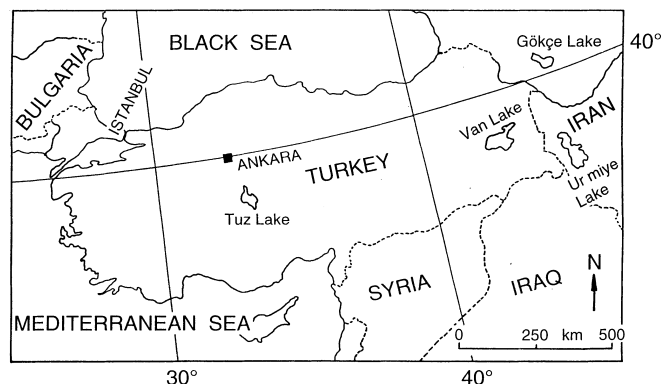 BLACK SEA
Gökçe Lake
40°
BULGARIA
ISTANBUL
Van Lake
IRAN
ANKARA
TURKEY
Ur miye
Lake
Tuz Lake
SYRIA
IRAQ
N
MEDITERRANEAN SEA
0 250 km 500
30°
40°